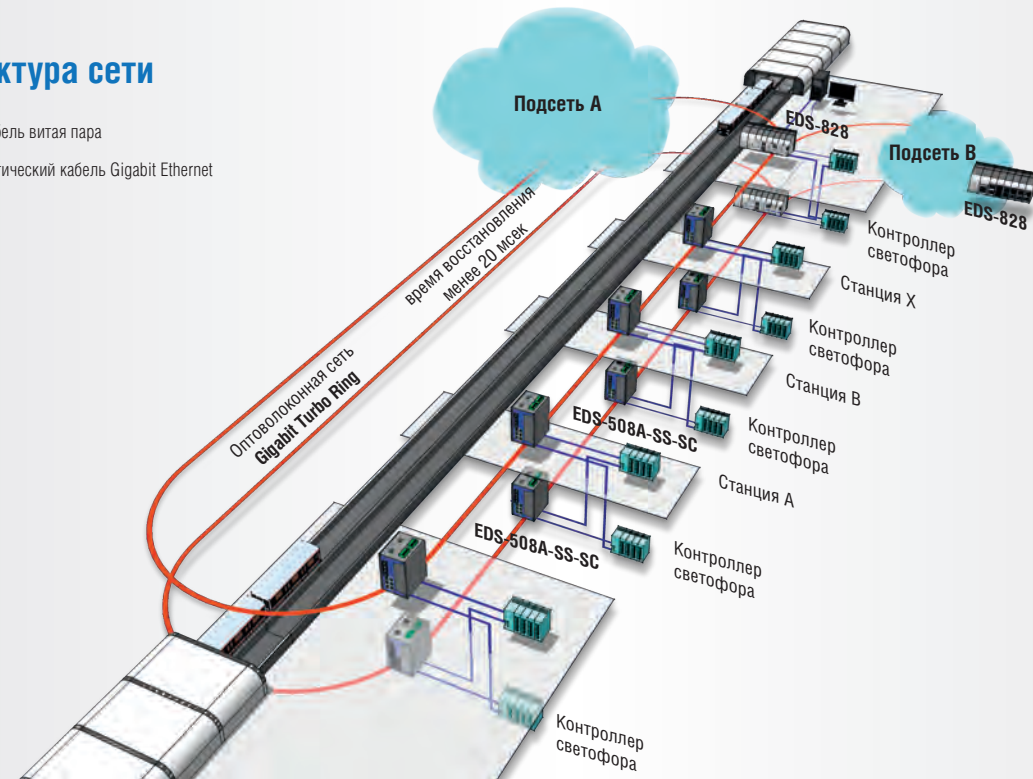 ктура сети
бель витая пара
тический кабель Gigabit Ethernet
Подсеть A
EDS-828
Подсеть B
EDS-828
время восстановления
менее 20 мсек
Контроллер
светофора
Станция X
Контроллер
светофора
Станция B
Оптоволоконная сеть
Gigabit Turbo Ring
EDS-508A-SS-SC
Контроллер
светофора
Станция A
EDS-508A-SS-SC
Контроллер
светофора
Контроллер
светофора